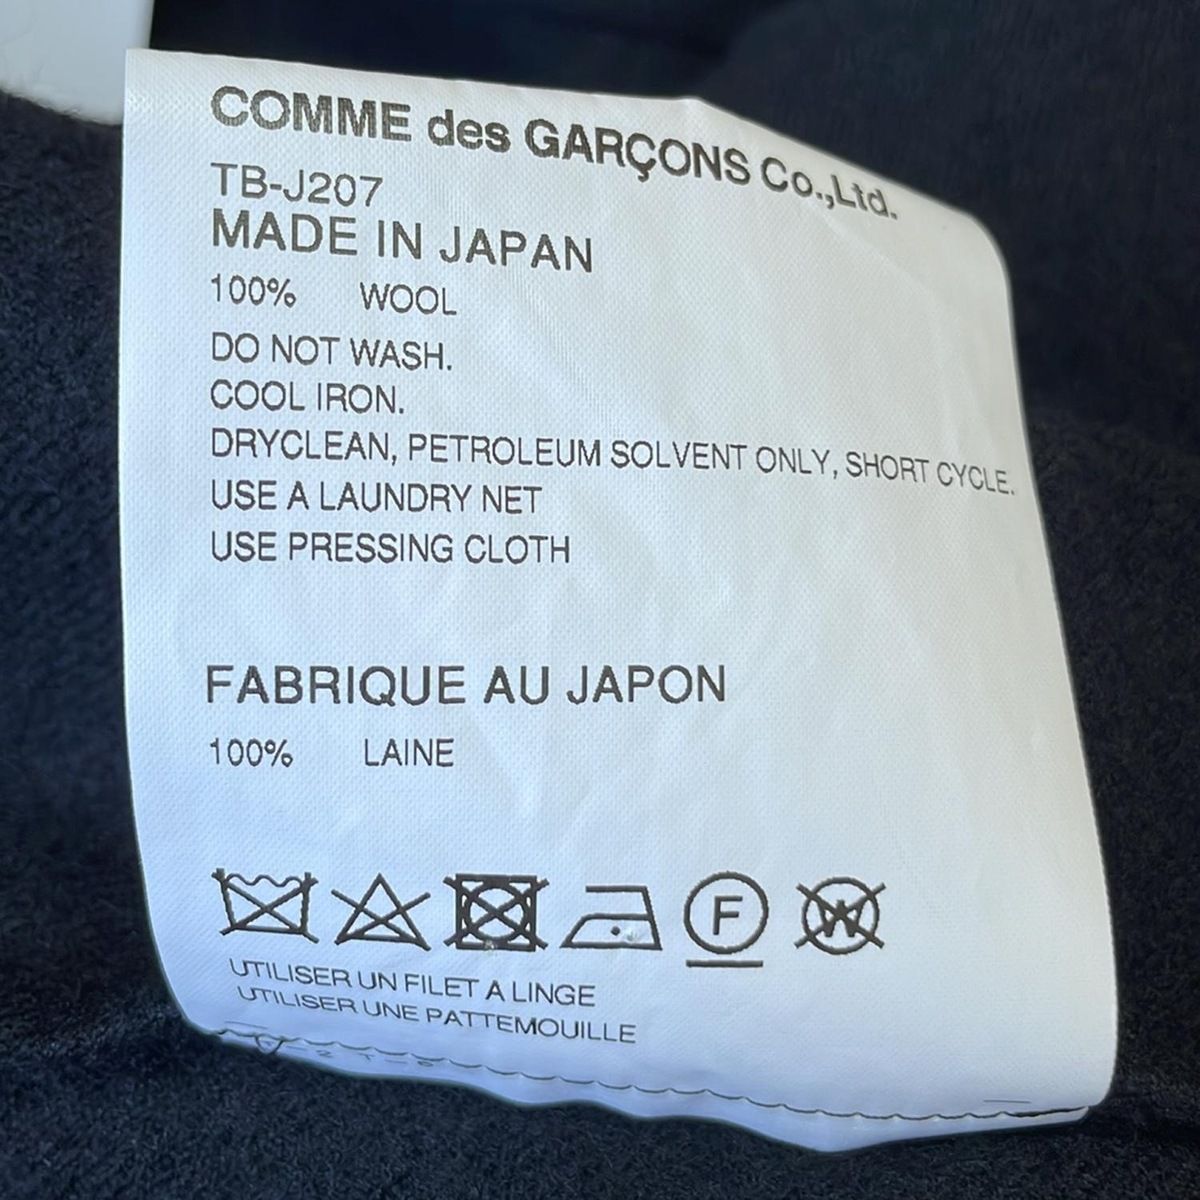 COMME des GARÇONS Co.,Ltd.
TB-J207
MADE IN JAPAN
100% WOOL
DO NOT WASH.
COOL IRON.
DRYCLEAN, PETROLEUM SOLVENT ONLY, SHORT CYCLE.
USE A LAUNDRY NET
USE PRESSING CLOTH
FABRIQUE AU JAPON
100% LAINE
F W
UTILISER UN FILET A LINGE
UTILISER UNE PATTEMOUILLE